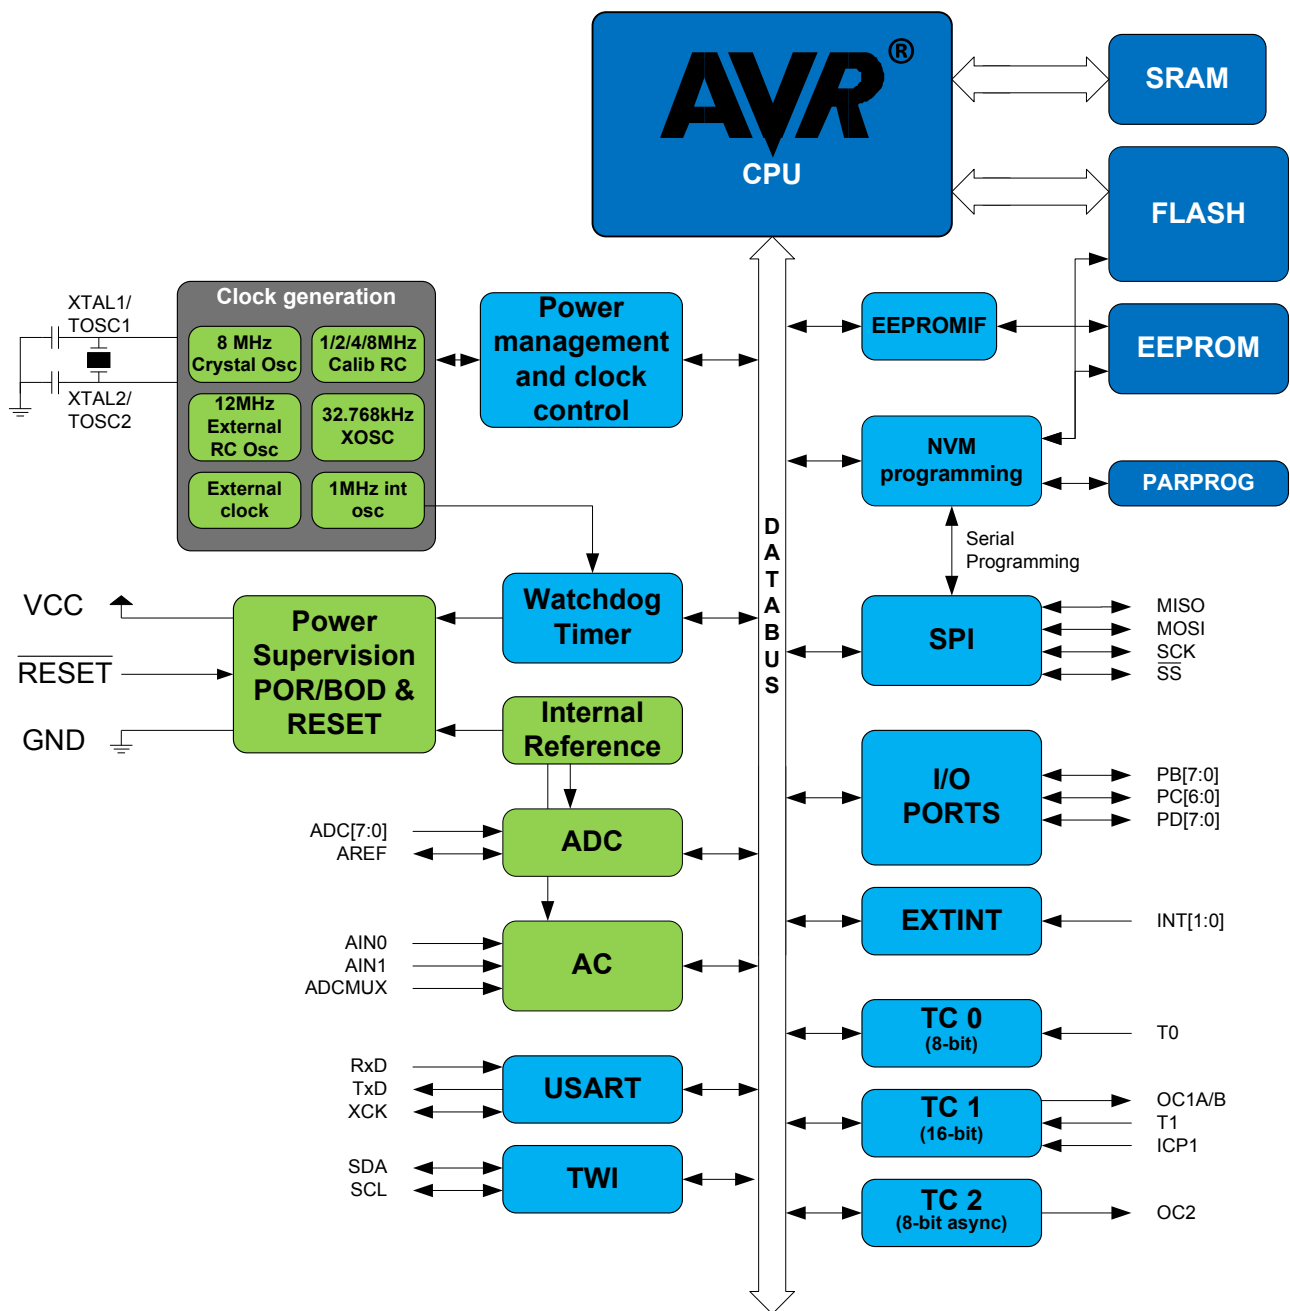 AVR®
CPU
SRAM
FLASH
EEPROM
EEPROMIF
NVM
programming
PARPROG
Serial
Programming
SPI
MISO
MOSI
SCK
SS
Clock generation
8 MHz
Crystal Osc
1/2/4/8MHz
Calib RC
12MHz
External
RC Osc
32.768kHz
XOSC
External
clock
1MHz int
osc
XTAL1/
TOSC1
XTAL2/
TOSC2
Power
management
and clock
control
DATABUS
VCC
RESET
GND
Power
Supervision
POR/BOD &
RESET
Watchdog
Timer
Internal
Reference
ADC[7:0]
AREF
ADC
AIN0
AIN1
ADCMUX
AC
RxD
TxD
XCK
USART
SDA
SCL
TWI
I/O
PORTS
PB[7:0]
PC[6:0]
PD[7:0]
EXTINT
INT[1:0]
TC 0
(8-bit)
T0
TC 1
(16-bit)
OC1A/B
T1
ICP1
TC 2
(8-bit async)
OC2